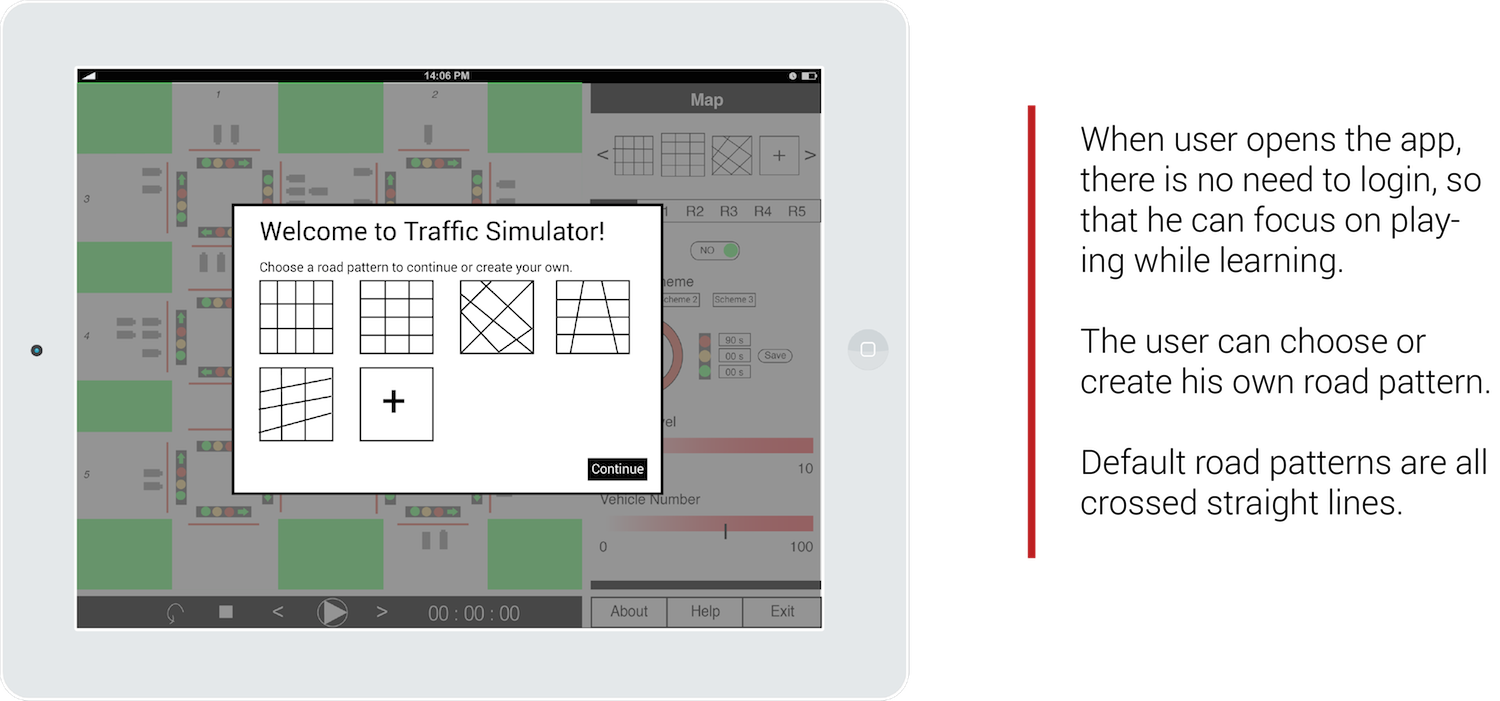 14:06 PM
1
2
3
4
5
Map
<
+
>
1 R2 R3 R4 R5
NO
eme
cheme 2 Scheme 3
90 s
00 s
00 s
Save
vel
10
Vehicle Number
0
100
Welcome to Traffic Simulator!
Choose a road pattern to continue or create your own.
+
Continue
< > 00 : 00 : 00
About Help Exit
When user opens the app,
there is no need to login, so
that he can focus on play-
ing while learning.
The user can choose or
create his own road pattern.
Default road patterns are all
crossed straight lines.